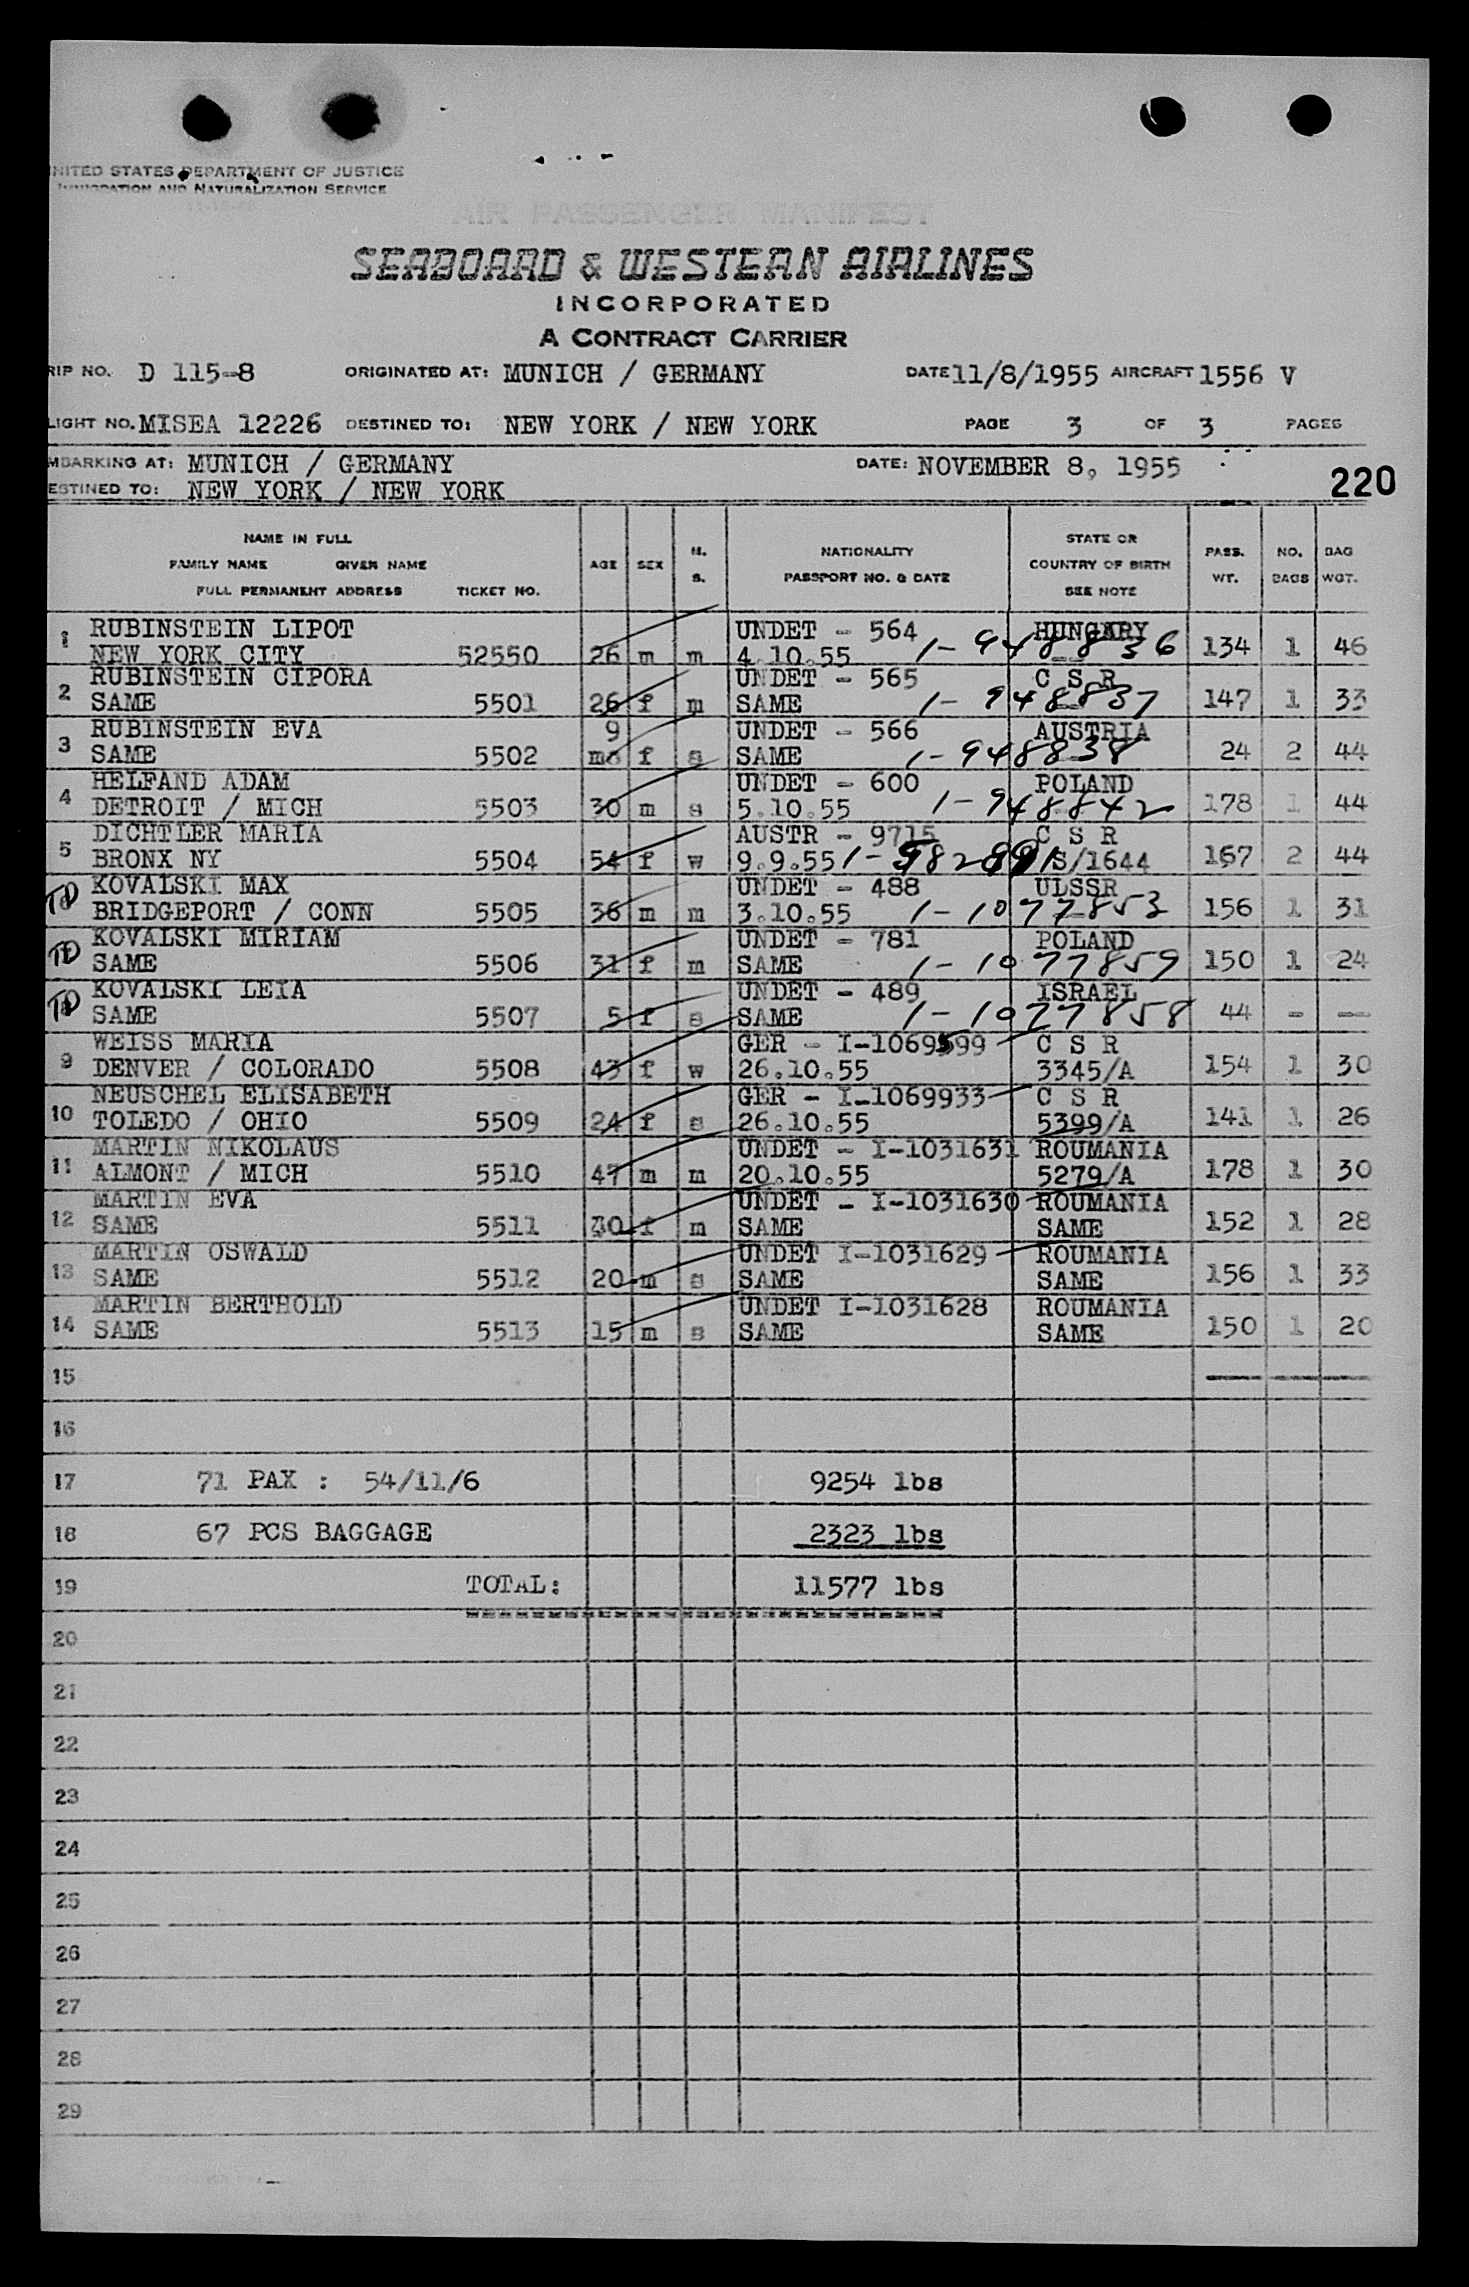 UNITED STATES DEPARTMENT OF JUSTICE
IMMIGRATION AND NATURALIZATION SERVICE
AIR PASSENGER MANIFEST
SEABOARD & WESTERN AIRLINES
INCORPORATED
A CONTRACT CARRIER
RIP NO. D 115-8 ORIGINATED AT: MUNICH / GERMANY DATE 11/8/1955 AIRCRAFT 1556 V
LIGHT NO. MISEA 12226 DESTINED TO: NEW YORK / NEW YORK PAGE 3 OF 3 PAGES
MBARKING AT: MUNICH / GERMANY DATE: NOVEMBER 8, 1955
ESTINED TO: NEW YORK / NEW YORK 220
NAME IN FULL
FAMILY NAME GIVEN NAME
FULL PERMANENT ADDRESS TICKET NO. AGE SEX M. S. NATIONALITY PASSPORT NO. & DATE STATE OR COUNTRY OF BIRTH SEE NOTE PASS. WT. NO. BAGS BAG WGT.
1 RUBINSTEIN LIPOT UNDET - 564 HUNGARY
NEW YORK CITY 52550 26 m m 4.10.55 1-948836 134 1 46
2 RUBINSTEIN CIPORA UNDET - 565 C S R
SAME 5501 26 f m SAME 1-948837 147 1 33
3 RUBINSTEIN EVA 9 UNDET - 566 AUSTRIA
SAME 5502 mo f s SAME 1-948838 24 2 44
4 HELFAND ADAM UNDET - 600 POLAND
DETROIT / MICH 5503 30 m s 5.10.55 1-948842 178 1 44
5 DICHTLER MARIA AUSTR - 9715 C S R
BRONX NY 5504 54 f w 9.9.55 S/1644 167 2 44
TD KOVALSKI MAX UNDET - 488 ULSSR
BRIDGEPORT / CONN 5505 36 m m 3.10.55 1-1077853 156 1 31
TD KOVALSKI MIRIAM UNDET - 781 POLAND
SAME 5506 31 f m SAME 1-1077859 150 1 24
TD KOVALSKI LEIA UNDET - 489 ISRAEL
SAME 5507 5 f s SAME 1-1077858 44 - --
9 WEISS MARIA GER - I-1069599 C S R
DENVER / COLORADO 5508 43 f w 26.10.55 3345/A 154 1 30
10 NEUSCHEL ELISABETH GER - I-1069933 C S R
TOLEDO / OHIO 5509 24 f s 26.10.55 5399/A 141 1 26
11 MARTIN NIKOLAUS UNDET - I-1031631 ROUMANIA
ALMONT / MICH 5510 47 m m 20.10.55 5279/A 178 1 30
12 MARTIN EVA UNDET - I-1031630 ROUMANIA
SAME 5511 30 f m SAME SAME 152 1 28
13 MARTIN OSWALD UNDET I-1031629 ROUMANIA
SAME 5512 20 m s SAME SAME 156 1 33
14 MARTIN BERTHOLD UNDET I-1031628 ROUMANIA
SAME 5513 15 m s SAME SAME 150 1 20
15
16
17 71 PAX : 54/11/6 9254 lbs
18 67 PCS BAGGAGE 2323 lbs
19 TOTAL: 11577 lbs
20
21
22
23
24
25
26
27
28
29